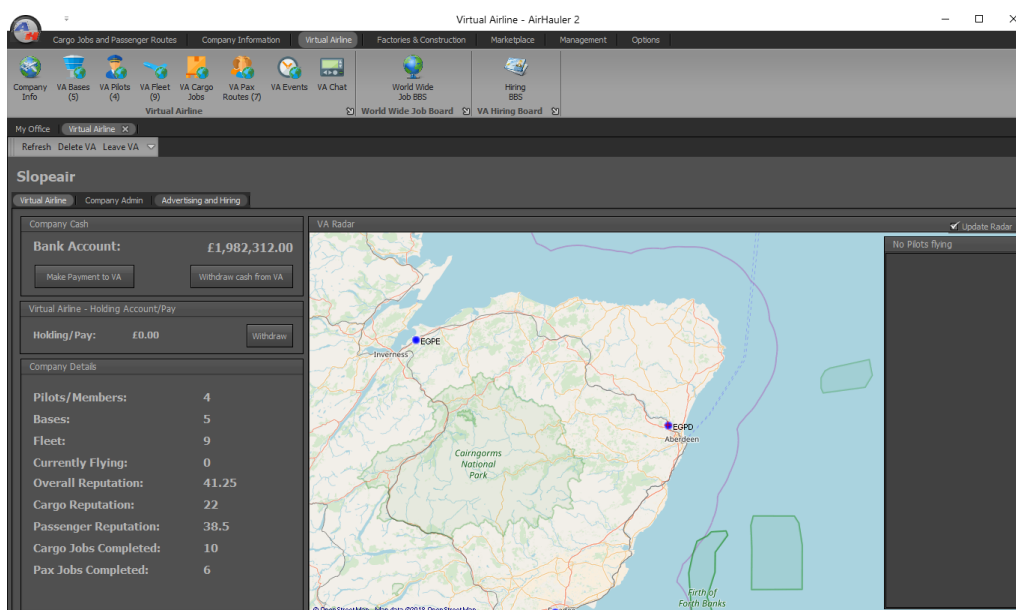 Virtual Airline - AirHauler 2
Cargo Jobs and Passenger Routes Company Information Virtual Airline Factories & Construction Marketplace Management Options
Company Info VA Bases (5) VA Pilots (4) VA Fleet (9) VA Cargo Jobs VA Pax Routes (7) VA Events VA Chat World Wide Job BBS Hiring BBS
Virtual Airline World Wide Job Board VA Hiring Board
My Office Virtual Airline X
Refresh Delete VA Leave VA
Slopeair
Virtual Airline Company Admin Advertising and Hiring
Company Cash
Bank Account: £1,982,312.00
Make Payment to VA Withdraw cash from VA
Virtual Airline - Holding Account/Pay
Holding/Pay: £0.00 Withdraw
Company Details
Pilots/Members: 4
Bases: 5
Fleet: 9
Currently Flying: 0
Overall Reputation: 41.25
Cargo Reputation: 22
Passenger Reputation: 38.5
Cargo Jobs Completed: 10
Pax Jobs Completed: 6
VA Radar
Update Radar
No Pilots flying
EGPE
Inverness
EGPD
Aberdeen
Cairngorms
National
Park
Firth of
Forth Banks
© OpenStreetMap - Map data ©2018 OpenStreetMap